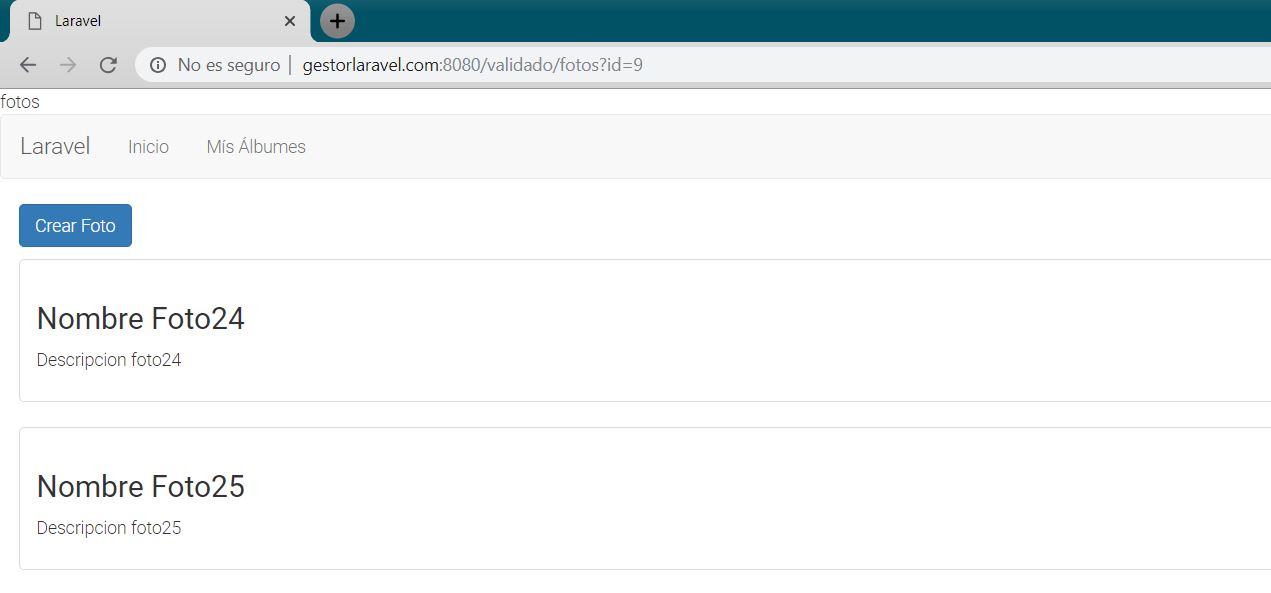 Laravel
No es seguro | gestorlaravel.com:8080/validado/fotos?id=9
fotos
Laravel Inicio Mís Álbumes
Crear Foto
Nombre Foto24
Descripcion foto24
Nombre Foto25
Descripcion foto25